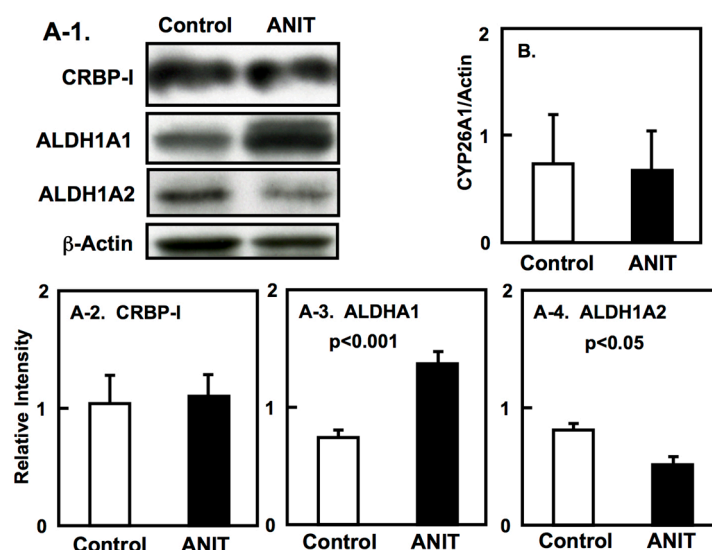 A-1.
Control ANIT
CRBP-I
ALDH1A1
ALDH1A2
β-Actin
B.
CYP26A1/Actin
2
1
0
Control ANIT
A-2. CRBP-I
Relative Intensity
2
1
0
Control ANIT
A-3. ALDHA1
p<0.001
2
1
0
Control ANIT
A-4. ALDH1A2
p<0.05
2
1
0
Control ANIT